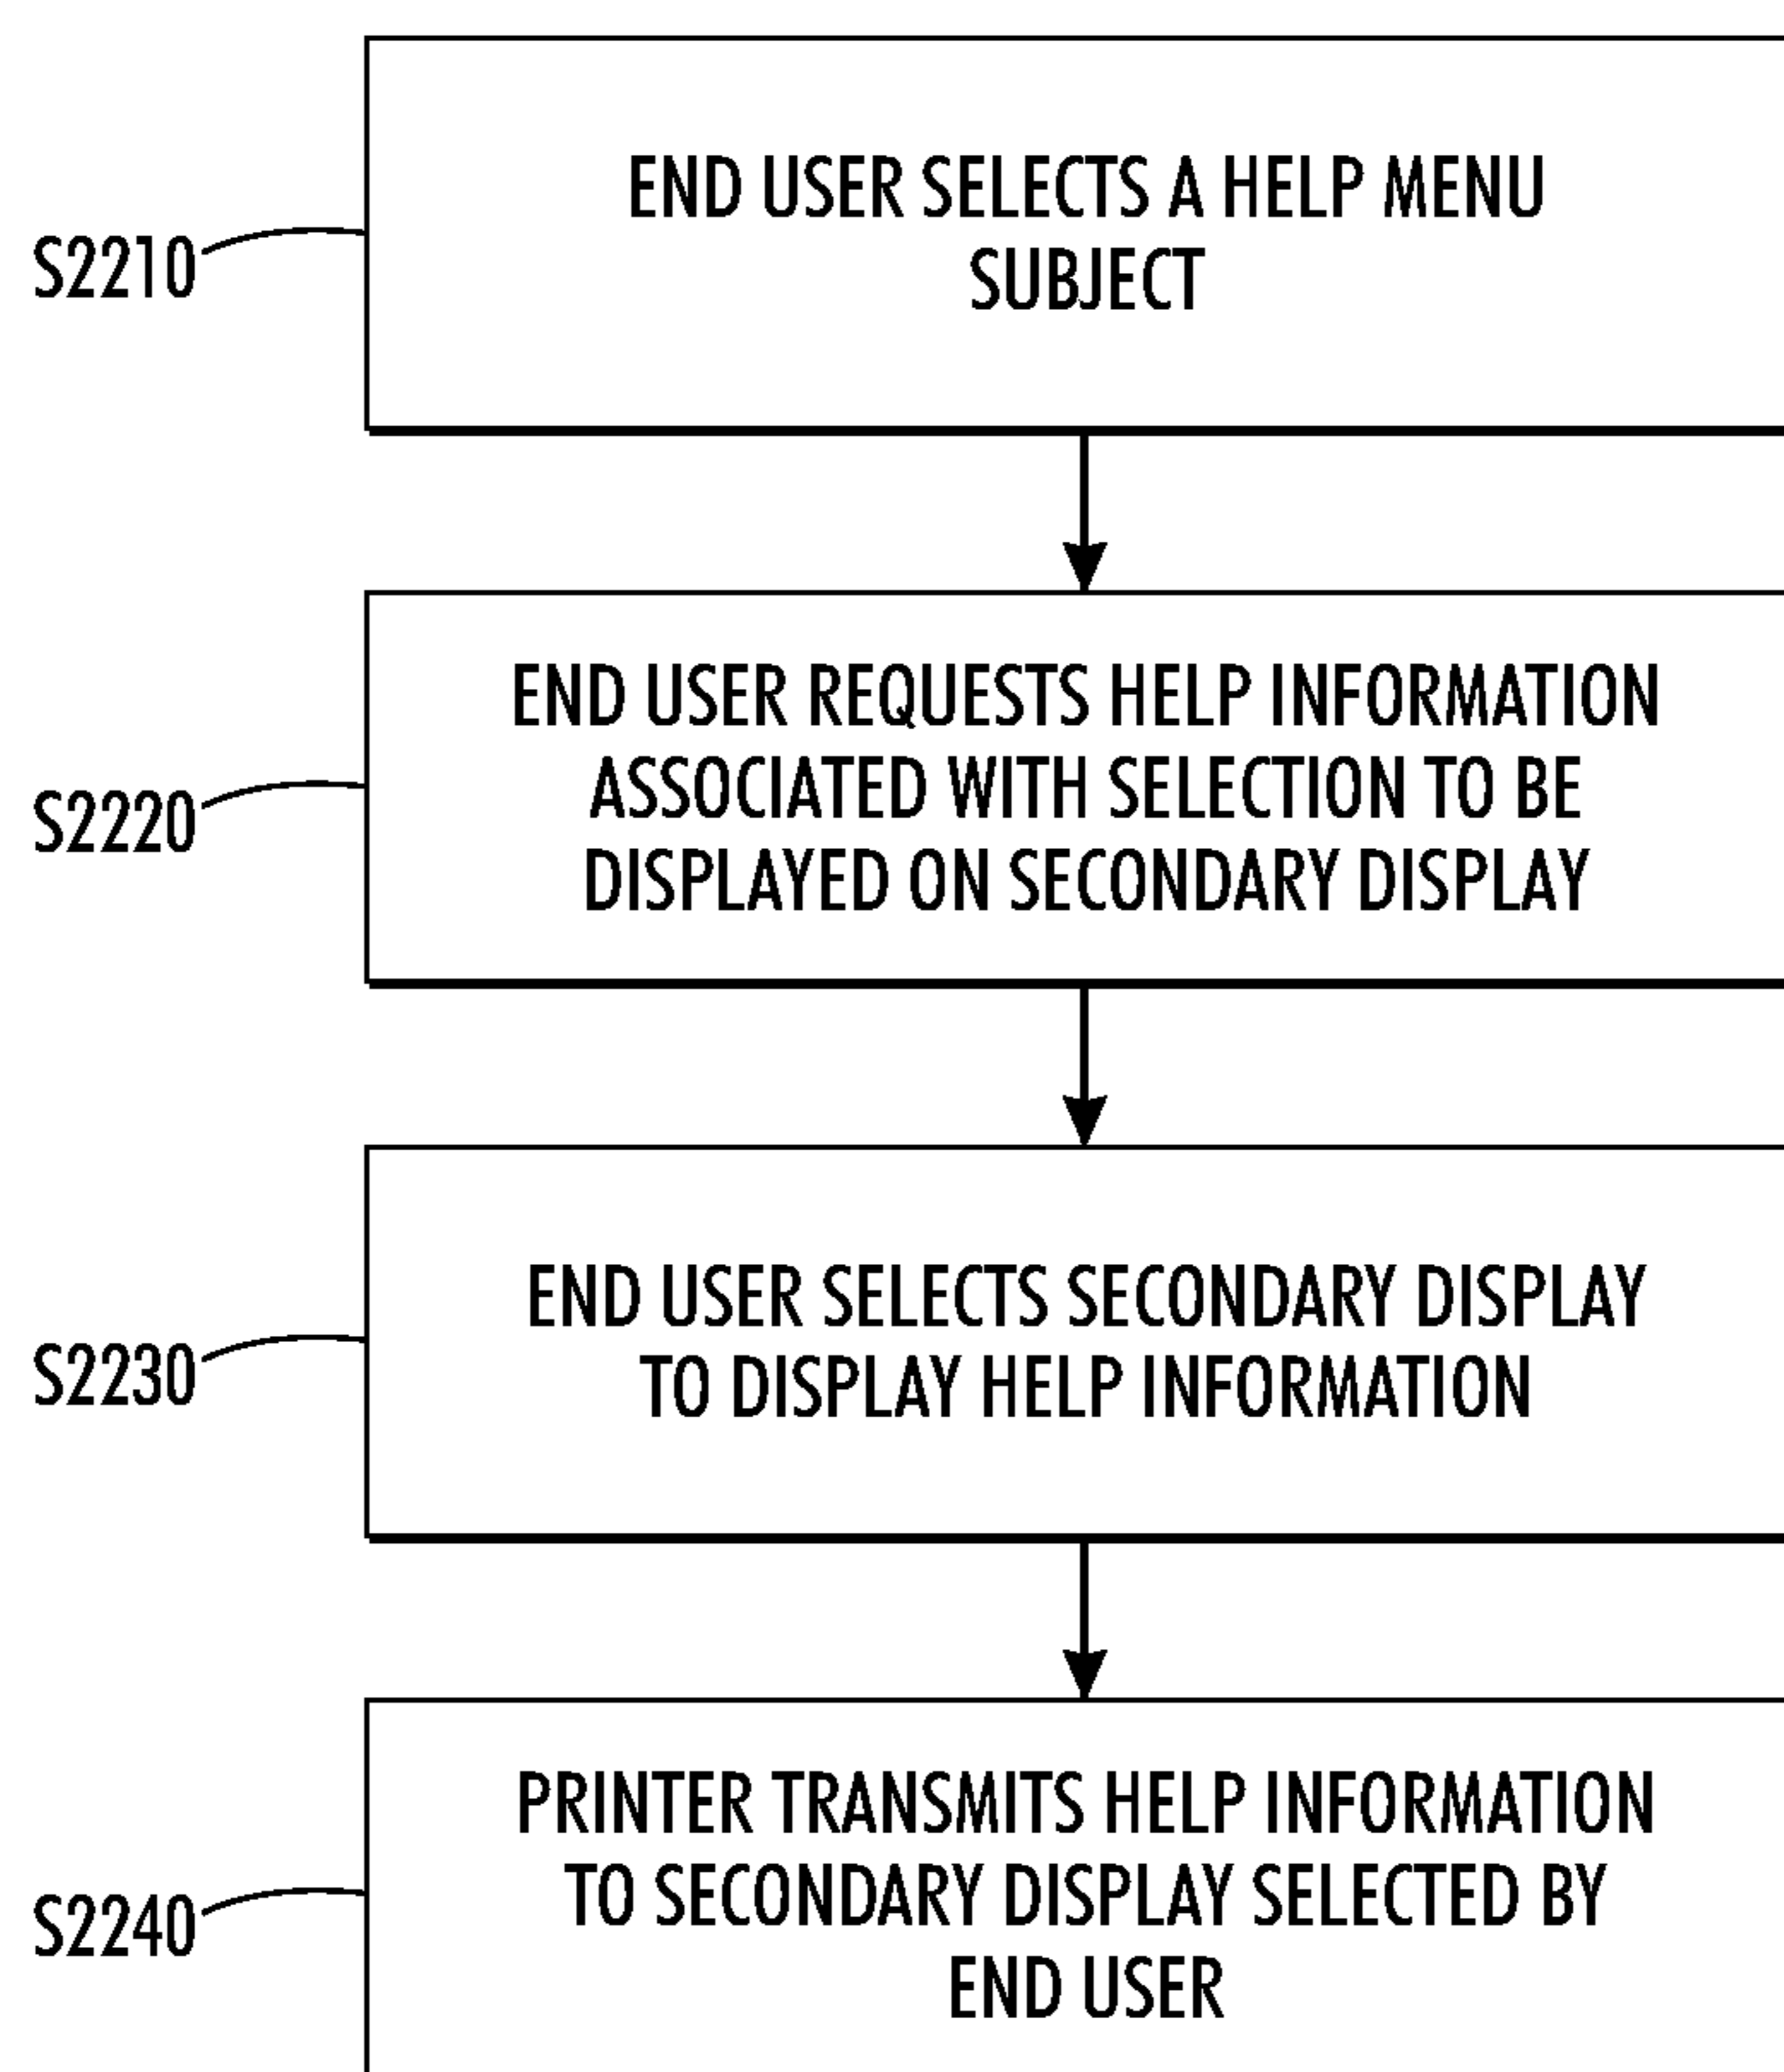 END USER SELECTS A HELP MENU
SUBJECT
S2210
END USER REQUESTS HELP INFORMATION
ASSOCIATED WITH SELECTION TO BE
DISPLAYED ON SECONDARY DISPLAY
S2220
END USER SELECTS SECONDARY DISPLAY
TO DISPLAY HELP INFORMATION
S2230
PRINTER TRANSMITS HELP INFORMATION
TO SECONDARY DISPLAY SELECTED BY
END USER
S2240